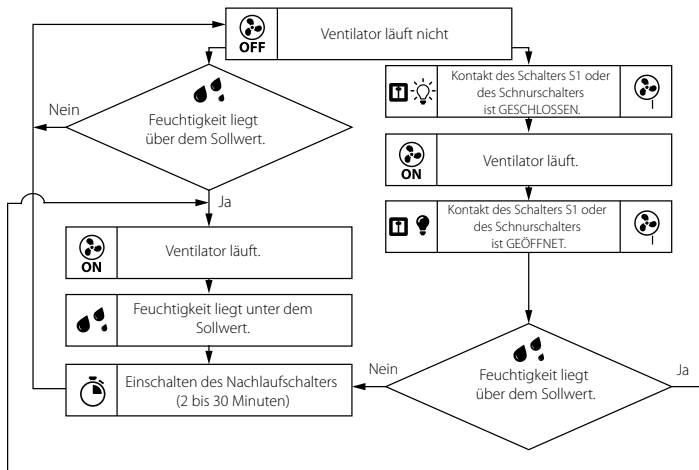 OFF
Ventilator läuft nicht
Nein
Feuchtigkeit liegt
über dem Sollwert.
Ja
ON
Ventilator läuft.
Feuchtigkeit liegt unter dem
Sollwert.
Einschalten des Nachlaufschalters
(2 bis 30 Minuten)
Kontakt des Schalters S1 oder
des Schnurschalters
ist GESCHLOSSEN.
ON
Ventilator läuft.
Kontakt des Schalters S1 oder
des Schnurschalters
ist GEÖFFNET.
Nein
Feuchtigkeit liegt
über dem Sollwert.
Ja